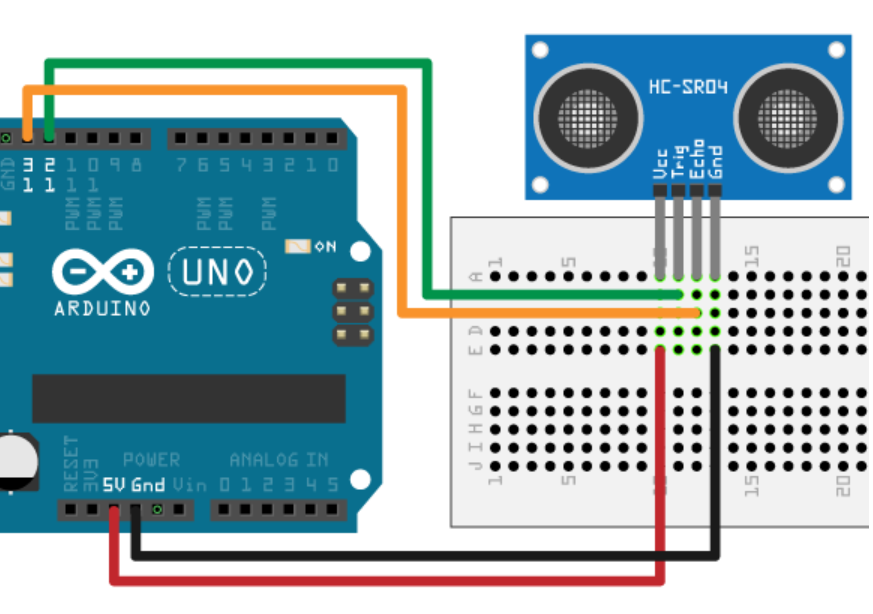 HC-SR04
Vcc Trig Echo Gnd
GND 13 12 11 10 9 8 7 6 5 4 3 2 1 0
PWM PWM PWM PWM PWM PWM
ON
UNO
ARDUINO
1 5 10 15 20
A
D
E
F
G
H
I
J
1 5 10 15 20
POWER ANALOG IN
RESET 3V3 5V Gnd Vin 0 1 2 3 4 5